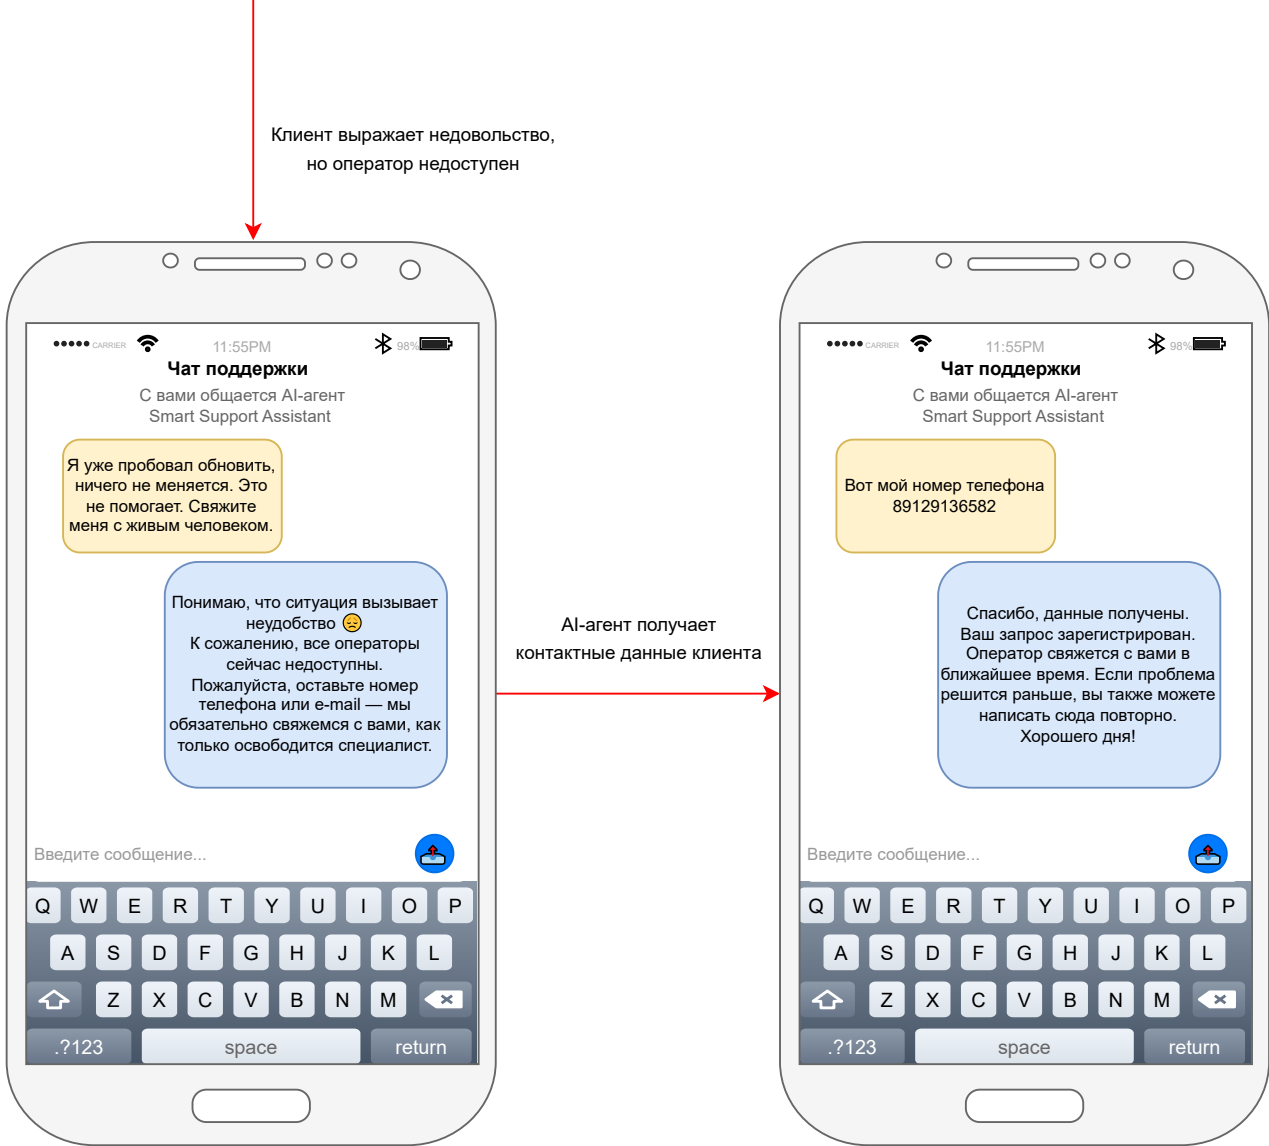 Клиент выражает недовольство,
но оператор недоступен
CARRIER
11:55PM
98%
Чат поддержки
С вами общается AI-агент
Smart Support Assistant
Я уже пробовал обновить,
ничего не меняется. Это
не помогает. Свяжите
меня с живым человеком.
Понимаю, что ситуация вызывает
неудобство 😔
К сожалению, все операторы
сейчас недоступны.
Пожалуйста, оставьте номер
телефона или e-mail — мы
обязательно свяжемся с вами, как
только освободится специалист.
Введите сообщение...
Q W E R T Y U I O P
A S D F G H J K L
Z X C V B N M
.?123 space return
AI-агент получает
контактные данные клиента
CARRIER
11:55PM
98%
Чат поддержки
С вами общается AI-агент
Smart Support Assistant
Вот мой номер телефона
89129136582
Спасибо, данные получены.
Ваш запрос зарегистрирован.
Оператор свяжется с вами в
ближайшее время. Если проблема
решится раньше, вы также можете
написать сюда повторно.
Хорошего дня!
Введите сообщение...
Q W E R T Y U I O P
A S D F G H J K L
Z X C V B N M
.?123 space return